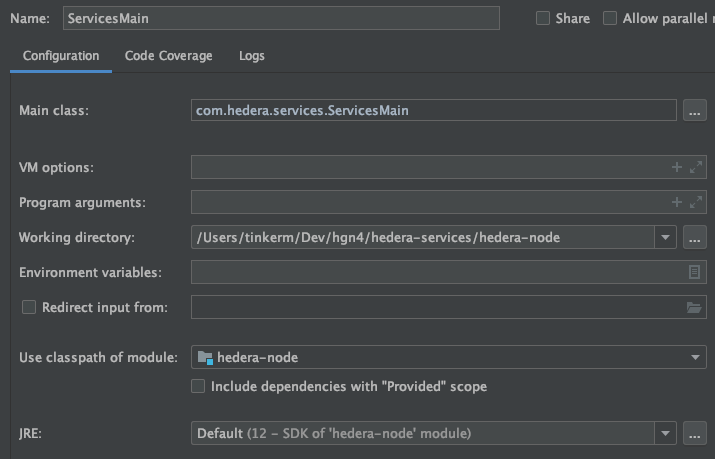 Name: ServicesMain Share Allow parallel
Configuration Code Coverage Logs
Main class: com.hedera.services.ServicesMain ...
VM options:
Program arguments:
Working directory: /Users/tinkerm/Dev/hgn4/hedera-services/hedera-node ...
Environment variables:
Redirect input from:
Use classpath of module: hedera-node
Include dependencies with "Provided" scope
JRE: Default (12 – SDK of 'hedera-node' module) ...